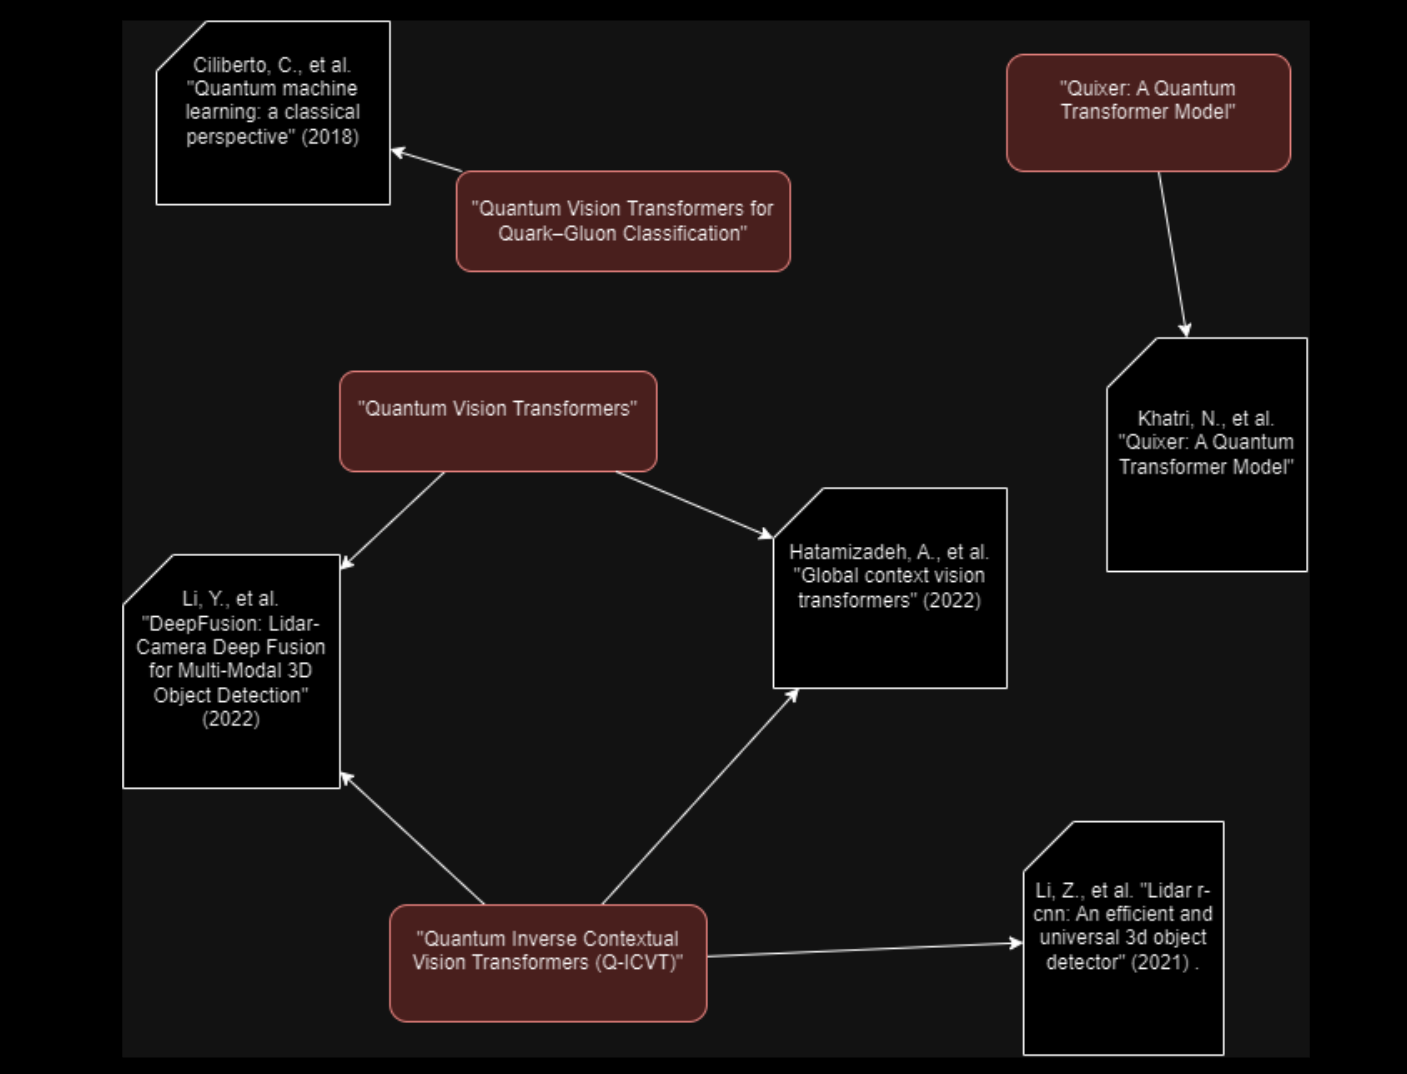 Ciliberto, C., et al.
"Quantum machine
learning: a classical
perspective" (2018)
"Quixer: A Quantum
Transformer Model"
"Quantum Vision Transformers for
Quark–Gluon Classification"
"Quantum Vision Transformers"
Khatri, N., et al.
"Quixer: A Quantum
Transformer Model"
Hatamizadeh, A., et al.
"Global context vision
transformers" (2022)
Li, Y., et al.
"DeepFusion: Lidar-
Camera Deep Fusion
for Multi-Modal 3D
Object Detection"
(2022)
Li, Z., et al. "Lidar r-
cnn: An efficient and
universal 3d object
detector" (2021) .
"Quantum Inverse Contextual
Vision Transformers (Q-ICVT)"